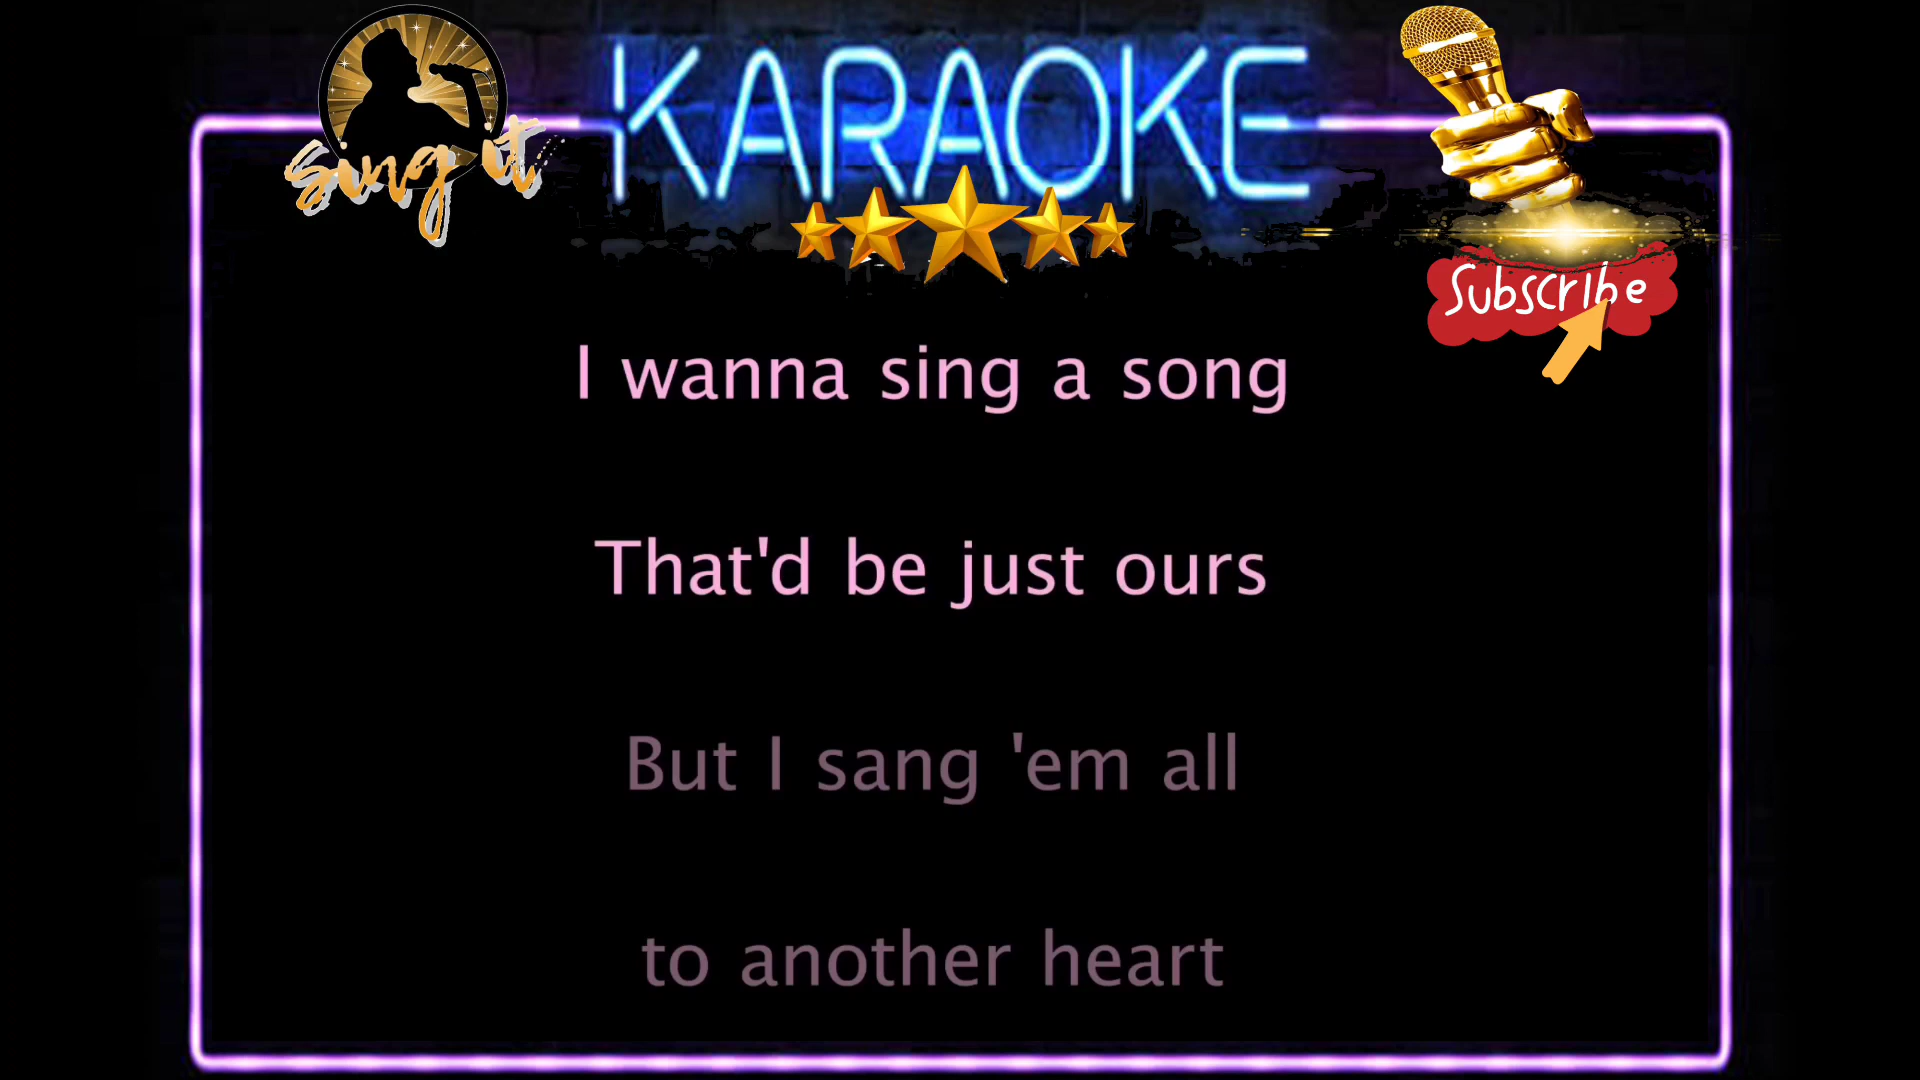 KARAOKE
sing it
Subscribe
I wanna sing a song
That'd be just ours
But I sang 'em all
to another heart